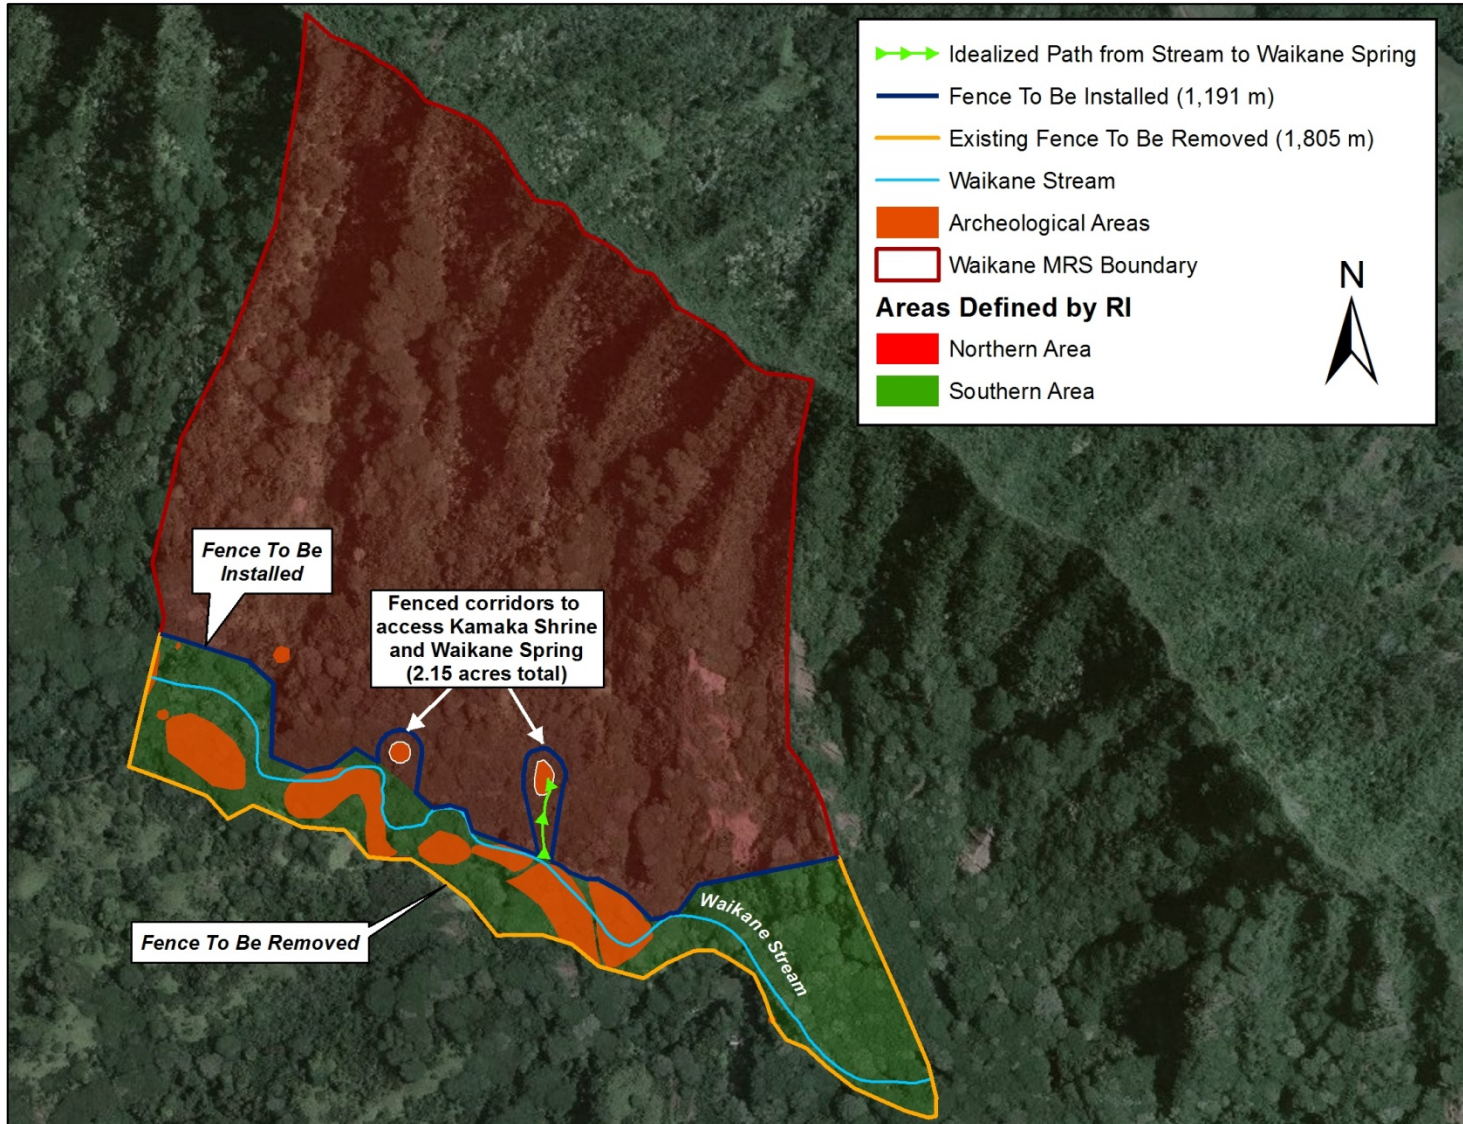 Idealized Path from Stream to Waikane Spring
Fence To Be Installed (1,191 m)
Existing Fence To Be Removed (1,805 m)
Waikane Stream
Archeological Areas
Waikane MRS Boundary
Areas Defined by RI
Northern Area
Southern Area
N
Fence To Be
Installed
Fenced corridors to
access Kamaka Shrine
and Waikane Spring
(2.15 acres total)
Fence To Be Removed
Waikane Stream